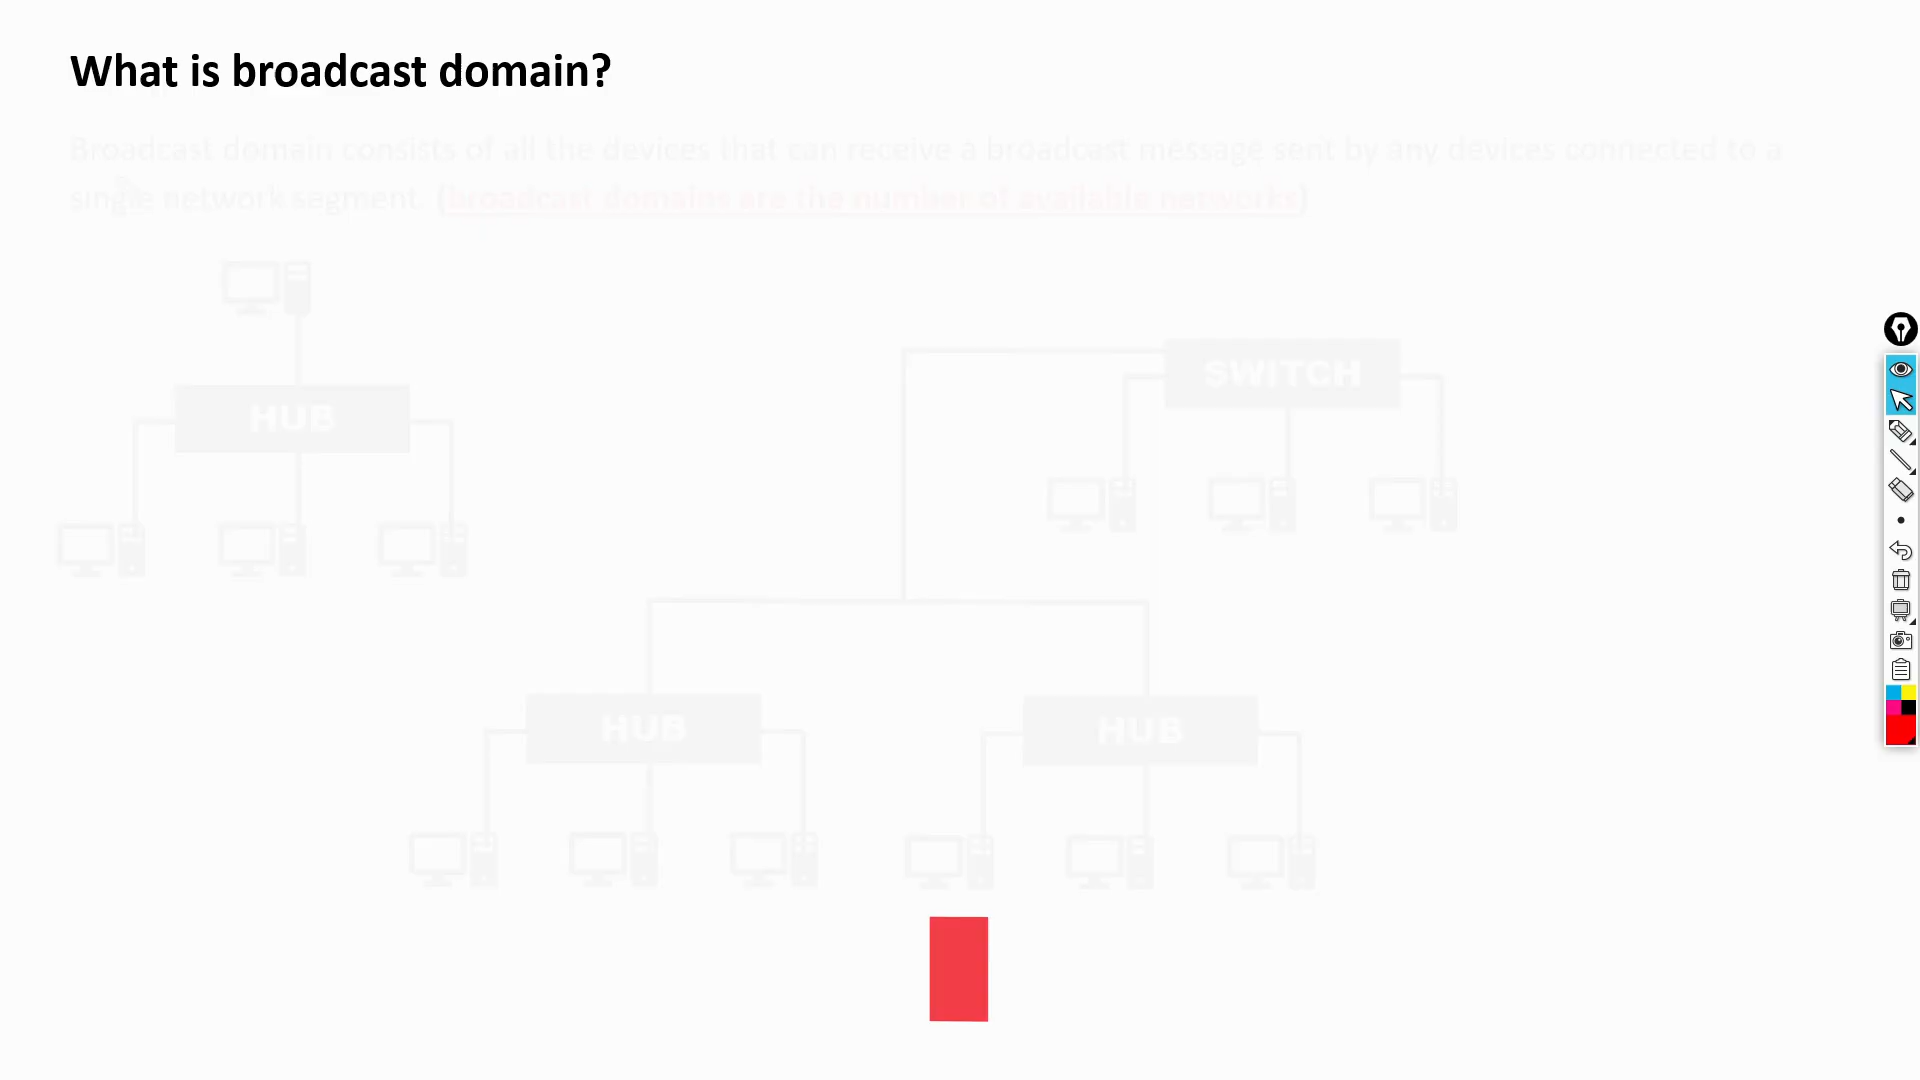 What is broadcast domain?
Broadcast domain consists of all the devices that can receive a broadcast message sent by any devices connected to a
single network segment. (broadcast domains are the number of available networks)
SWITCH
HUB
HUB
HUB